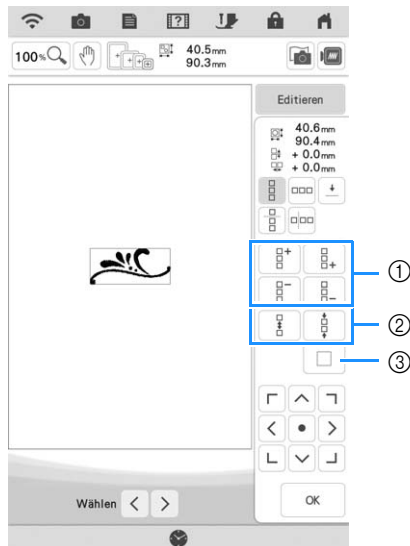 100% 40.5mm
90.3mm
Editieren
40.6mm
90.4mm
+ 0.0mm
+ 0.0mm
①
②
③
Wählen
OK